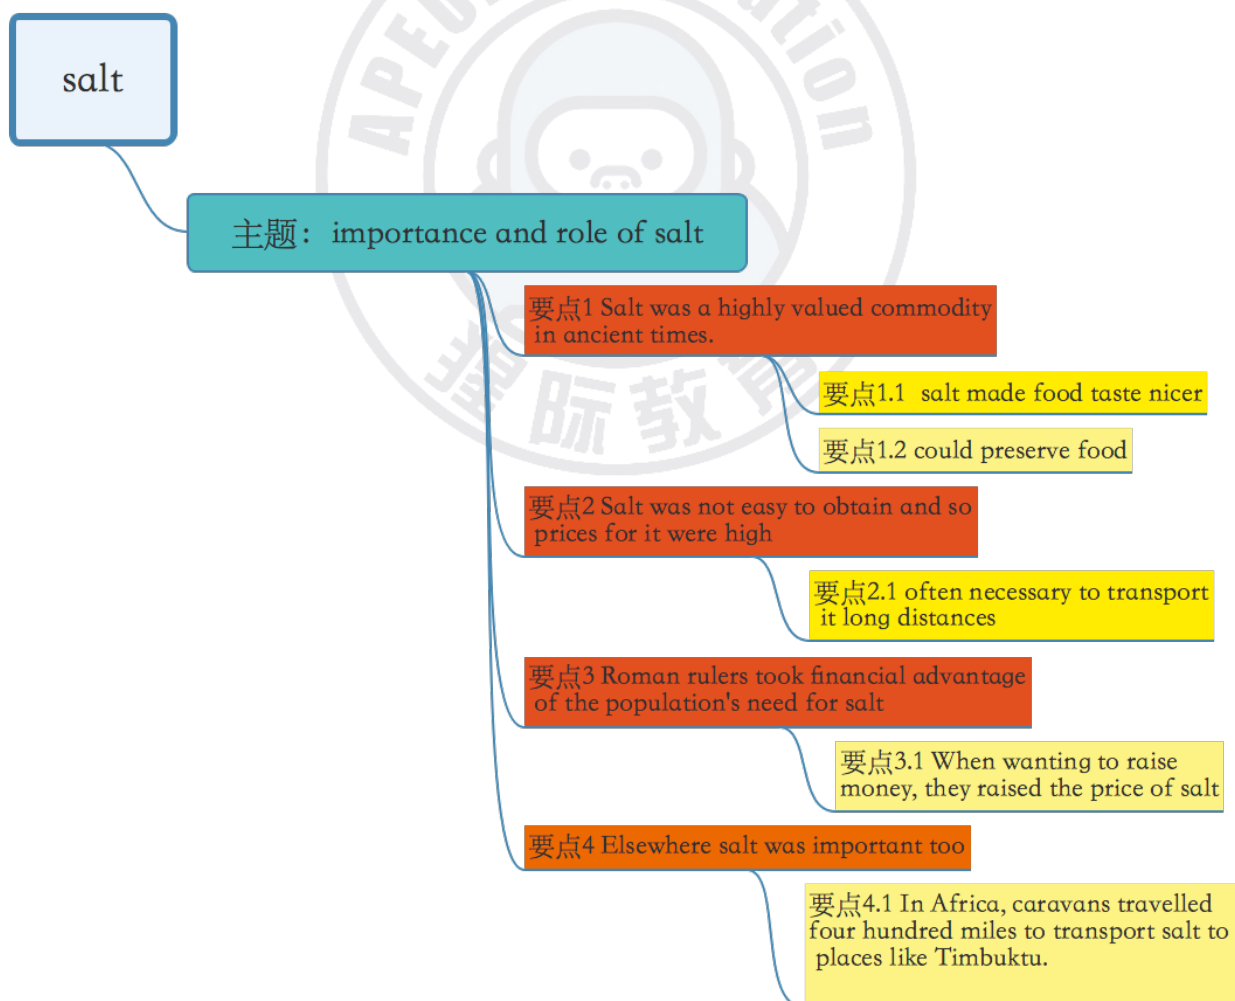 salt
主题：importance and role of salt
要点1 Salt was a highly valued commodity
in ancient times.
要点1.1 salt made food taste nicer
要点1.2 could preserve food
要点2 Salt was not easy to obtain and so
prices for it were high
要点2.1 often necessary to transport
it long distances
要点3 Roman rulers took financial advantage
of the population's need for salt
要点3.1 When wanting to raise
money, they raised the price of salt
要点4 Elsewhere salt was important too
要点4.1 In Africa, caravans travelled
four hundred miles to transport salt to
places like Timbuktu.